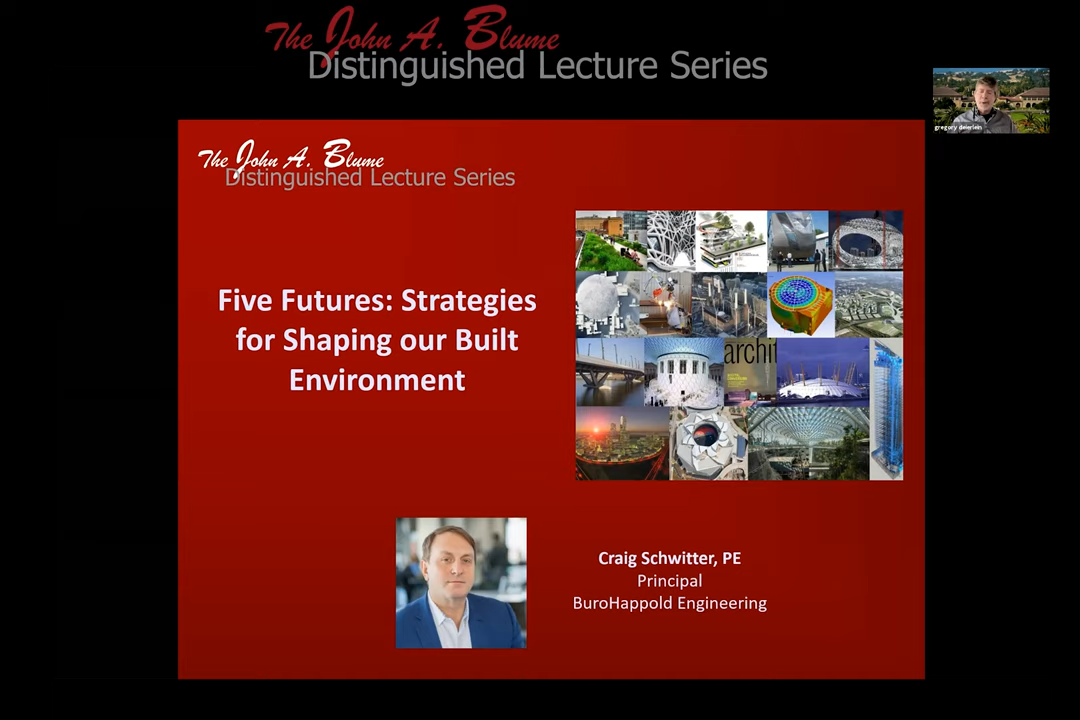 The John A. Blume
Distinguished Lecture Series
gregory deierlein
The John A. Blume
Distinguished Lecture Series
Five Futures: Strategies
for Shaping our Built
Environment
archit
Craig Schwitter, PE
Principal
BuroHappold Engineering